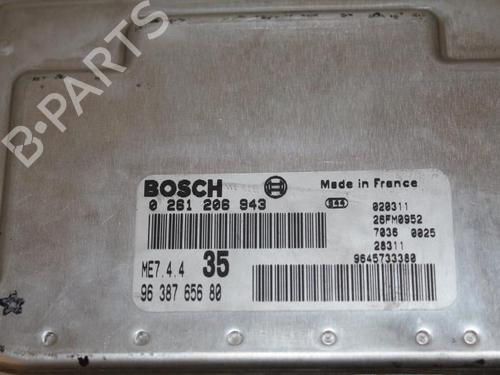 B-PARTS
BOSCH
Made in France
0 261 206 943
944
020311
26FM0952
7036 0025
28311
9645733380
ME7.4.4 35
96 387 656 80